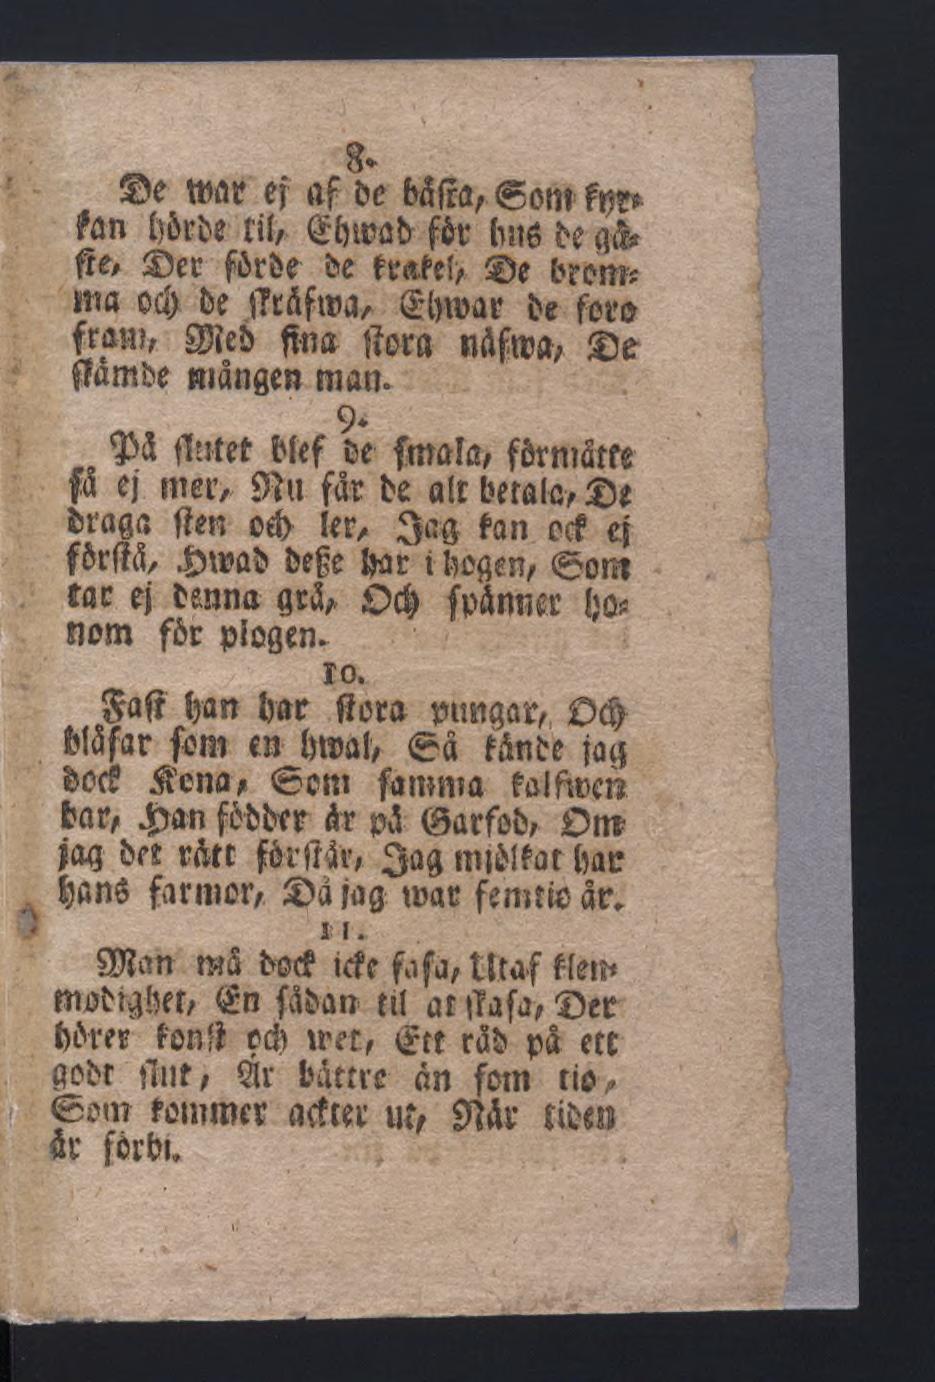 8.
De war ej af de bästa, Som kyr-
kan hörde til, Ehwad för hus de gä-
ste, Der förde de krakel, De brom-
ma och de skräfwa, Ehwar de foro
fram, Med sina stora näfwa, De
skämde mången man.
9.
På slutet blef de smala, förmåtte
få ej mer, Nu får de alt betala, De
draga sten och ler, Jag kan ock ej
förstå, Hwad deße har i hogen, Som
tar ej denna grå, Och spänner ho-
nom för plogen.
10.
Fast han har stora pungar, Och
blåsar som en hwal, Så kände jag
dock Kona, Som samma kalfwen
bar, Han födder är på Garfod, Om
jag det rätt förstår, Jag mjölkat har
hans farmor, Då jag war femtio år.
11.
Man må dock icke fasa, Utaf klen-
modighet, En sådan til at skafa, Der
hörer konst och wet, Ett råd på ett
godt slut, Är bättre än som tio,
Som kommer ackter ut, När tiden
är förbi.